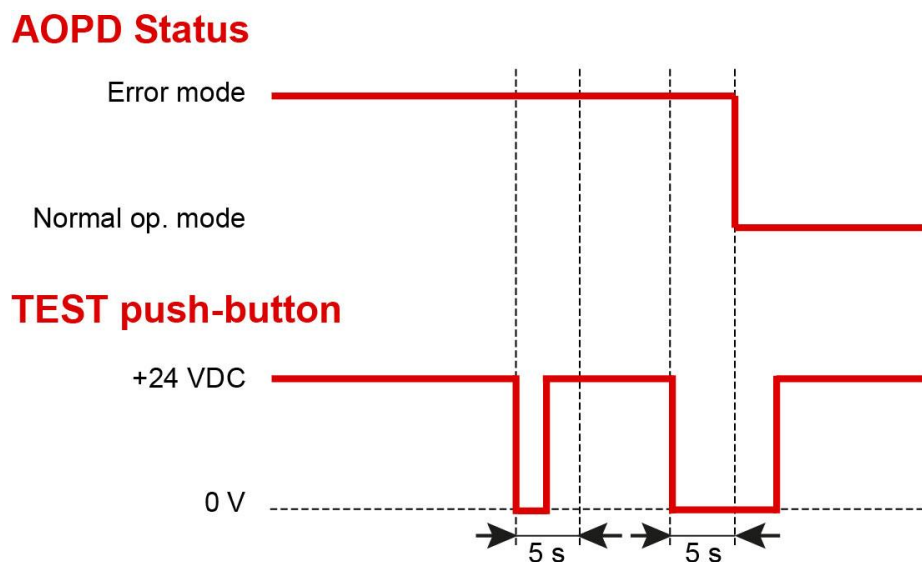 AOPD Status
Error mode
Normal op. mode
TEST push-button
+24 VDC
0 V
5 s 5 s